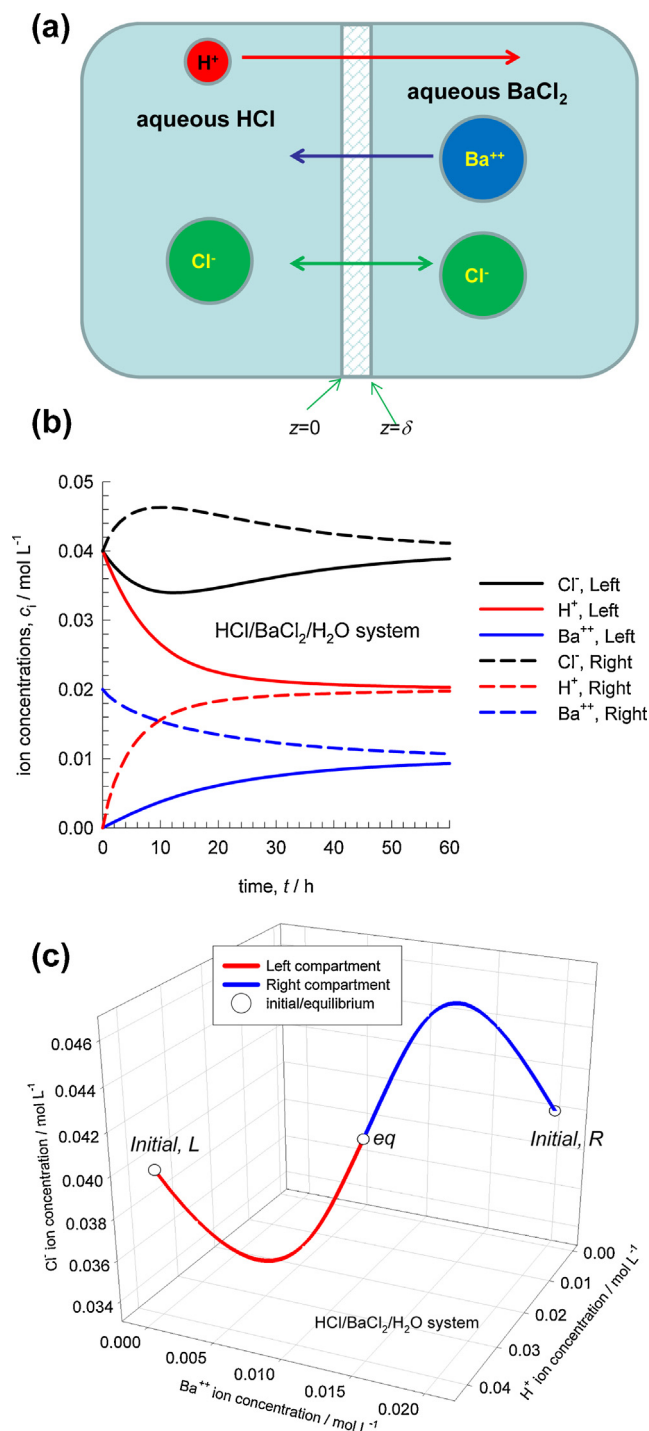 (a)
H+
aqueous HCl
aqueous BaCl2
Ba++
Cl-
Cl-
z=0
z=δ
(b)
0.05
0.04
0.03
0.02
0.01
0.00
ion concentrations, ci / mol L-1
HCl/BaCl2/H2O system
Cl-, Left
H+, Left
Ba++, Left
Cl-, Right
H+, Right
Ba++, Right
0 10 20 30 40 50 60
time, t / h
(c)
Left compartment
Right compartment
initial/equilibrium
0.046
0.044
0.042
0.040
0.038
0.036
0.034
Cl- ion concentration / mol L-1
Initial, L
eq
Initial, R
HCl/BaCl2/H2O system
0.000
0.005
0.010
0.015
0.020
Ba++ ion concentration / mol L-1
0.00
0.01
0.02
0.03
0.04
H+ ion concentration / mol L-1